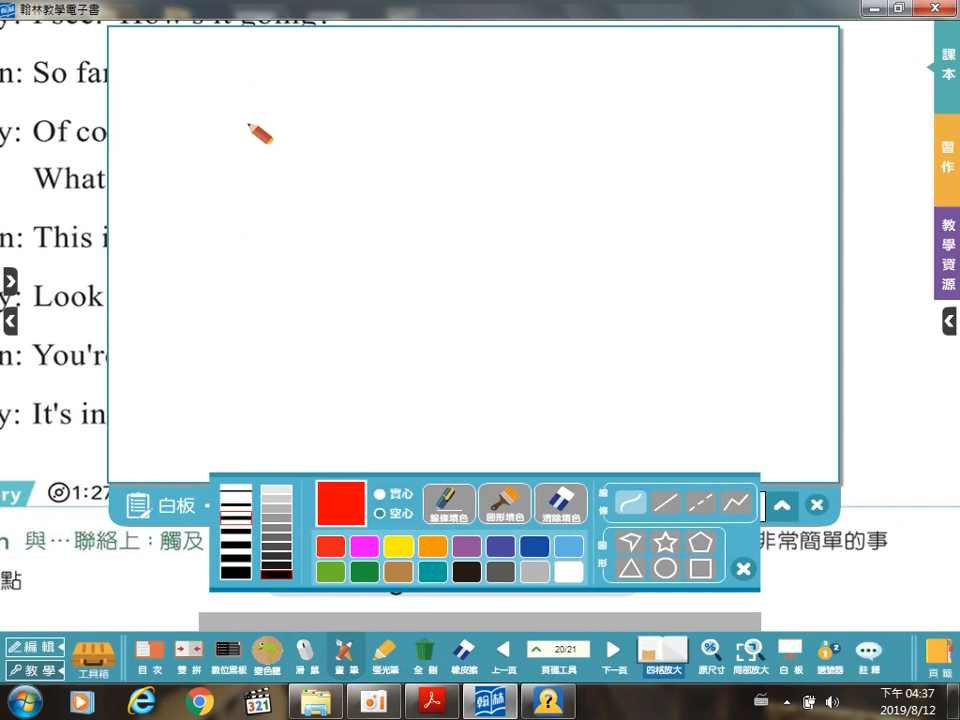 翰林教學電子書
y: I see. How's it going?
n: So far
y: Of co
What
n: This i
y: Look
n: You'r
y: It's in
課本
習作
教學資源
ry
1:27
白板
n 與…聯絡上；觸及
非常簡單的事
點
實心
空心
線條填色
圖形填色
清除填色
線條
圖形
編輯
教學
工具箱
目次
雙拼
數位黑板
變色龍
滑鼠
畫筆
螢光筆
全刪
橡皮擦
上一頁
20/21
頁碼工具
下一頁
四格放大
原尺寸
局部放大
白板
選號器
註釋
頁籤
321
下午 04:37
2019/8/12